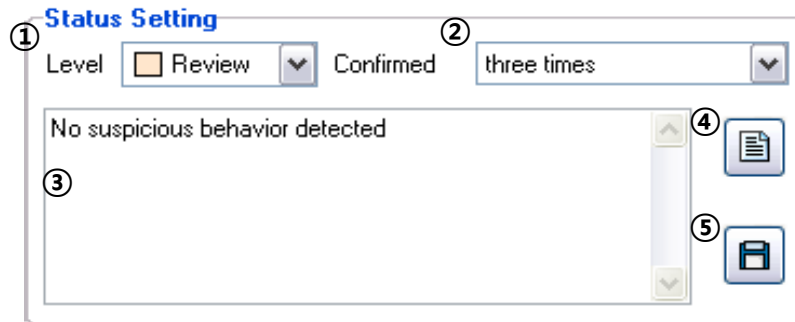 Status Setting
① ②
Level Review Confirmed three times
No suspicious behavior detected
④
③
⑤